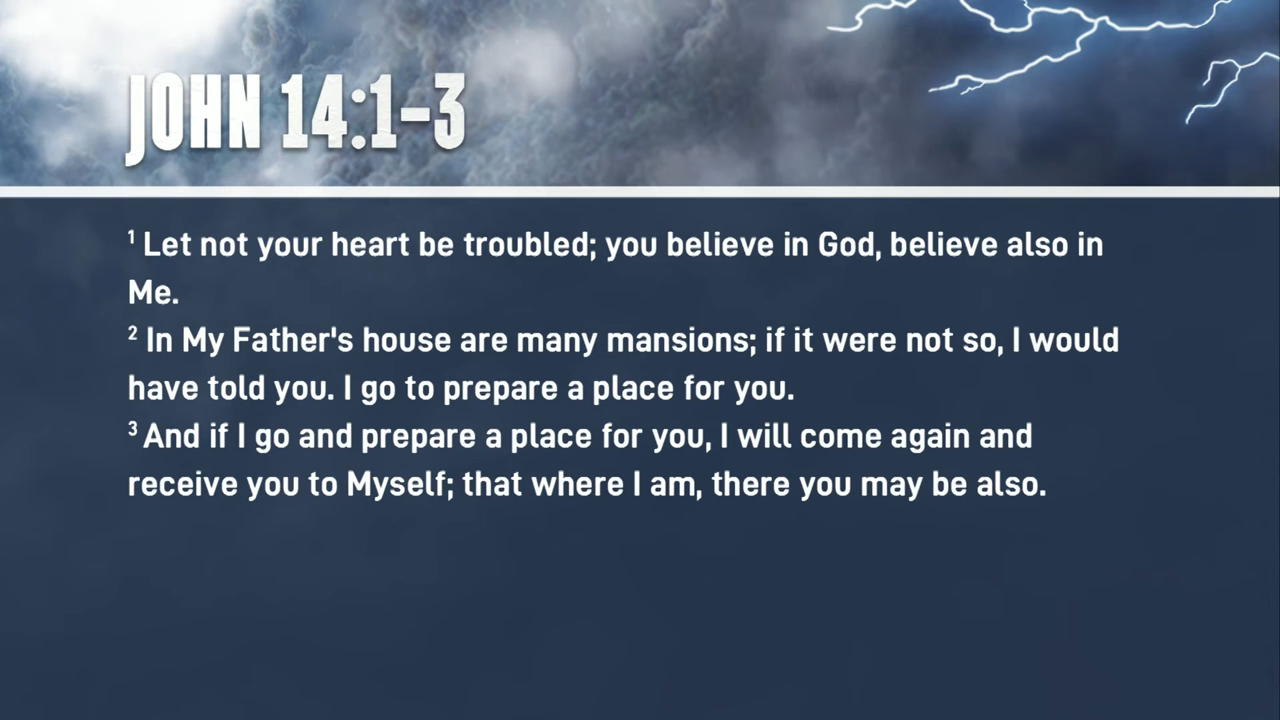 JOHN 14:1-3
¹ Let not your heart be troubled; you believe in God, believe also in
Me.
² In My Father's house are many mansions; if it were not so, I would
have told you. I go to prepare a place for you.
³ And if I go and prepare a place for you, I will come again and
receive you to Myself; that where I am, there you may be also.